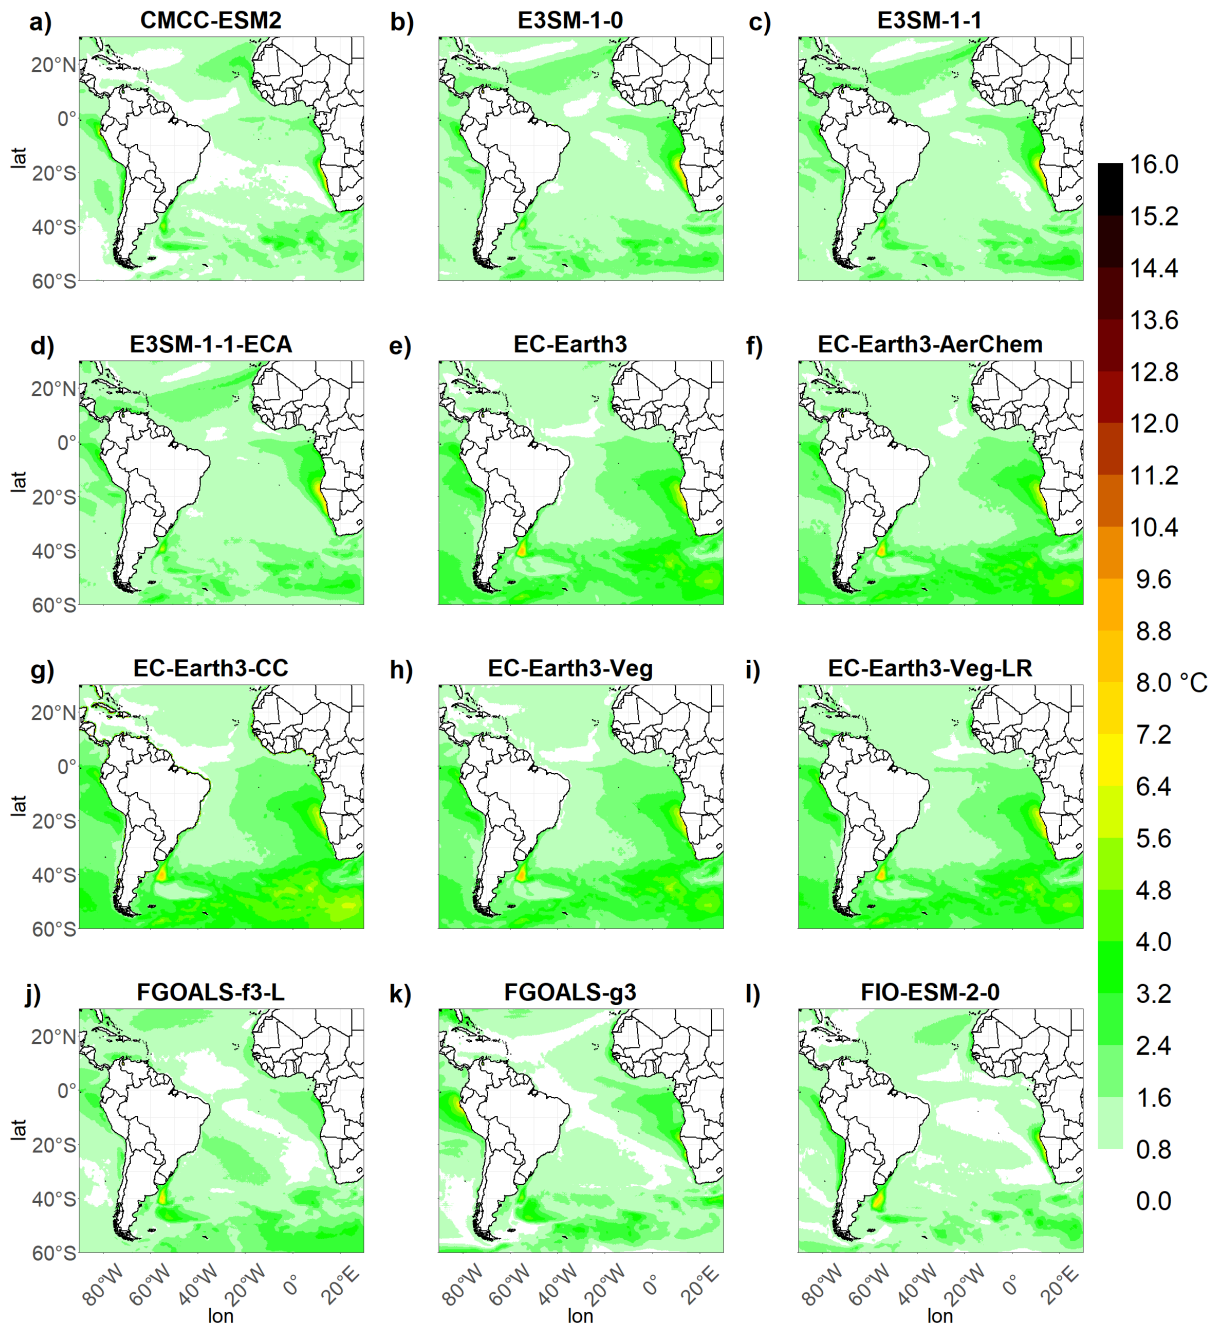 a) CMCC-ESM2
b) E3SM-1-0
c) E3SM-1-1
20°N
0°
20°S
40°S
60°S
lat
d) E3SM-1-1-ECA
e) EC-Earth3
f) EC-Earth3-AerChem
20°N
0°
20°S
40°S
60°S
lat
g) EC-Earth3-CC
h) EC-Earth3-Veg
i) EC-Earth3-Veg-LR
20°N
0°
20°S
40°S
60°S
lat
j) FGOALS-f3-L
k) FGOALS-g3
l) FIO-ESM-2-0
20°N
0°
20°S
40°S
60°S
lat
80°W 60°W 40°W 20°W 0° 20°E
lon
80°W 60°W 40°W 20°W 0° 20°E
lon
80°W 60°W 40°W 20°W 0° 20°E
lon
16.0
15.2
14.4
13.6
12.8
12.0
11.2
10.4
9.6
8.8
8.0 °C
7.2
6.4
5.6
4.8
4.0
3.2
2.4
1.6
0.8
0.0